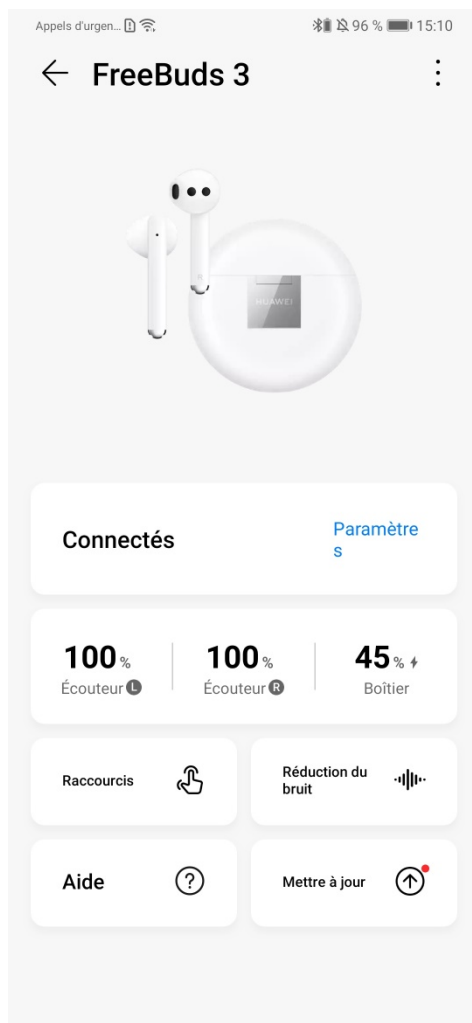 Appels d'urgen... 96 % 15:10
FreeBuds 3
HUAWEI
Connectés
Paramètre
s
100 % 100 % 45 %
Écouteur L Écouteur R Boîtier
Raccourcis
Réduction du
bruit
Aide
Mettre à jour